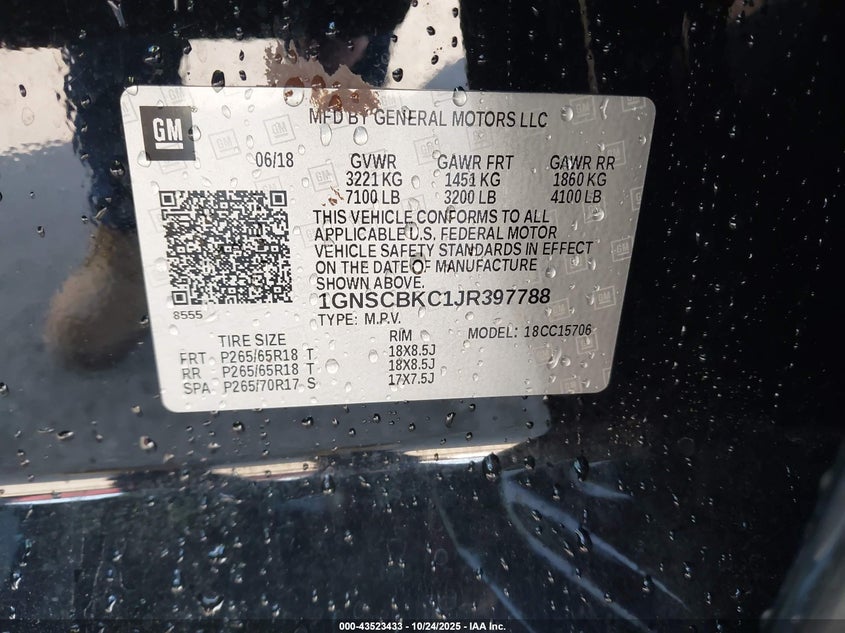 GM
MFD BY GENERAL MOTORS LLC
06/18 GVWR GAWR FRT GAWR RR
3221 KG 1451 KG 1860 KG
7100 LB 3200 LB 4100 LB
THIS VEHICLE CONFORMS TO ALL
APPLICABLE U.S. FEDERAL MOTOR
VEHICLE SAFETY STANDARDS IN EFFECT
ON THE DATE OF MANUFACTURE
SHOWN ABOVE.
8555
1GNSCBKC1JR397788
TYPE: M.P.V. MODEL: 18CC15706
TIRE SIZE RIM
FRT P265/65R18 T 18X8.5J
RR P265/65R18 T 18X8.5J
SPA P265/70R17 S 17X7.5J
000-43523433 - 10/24/2025 - IAA Inc.